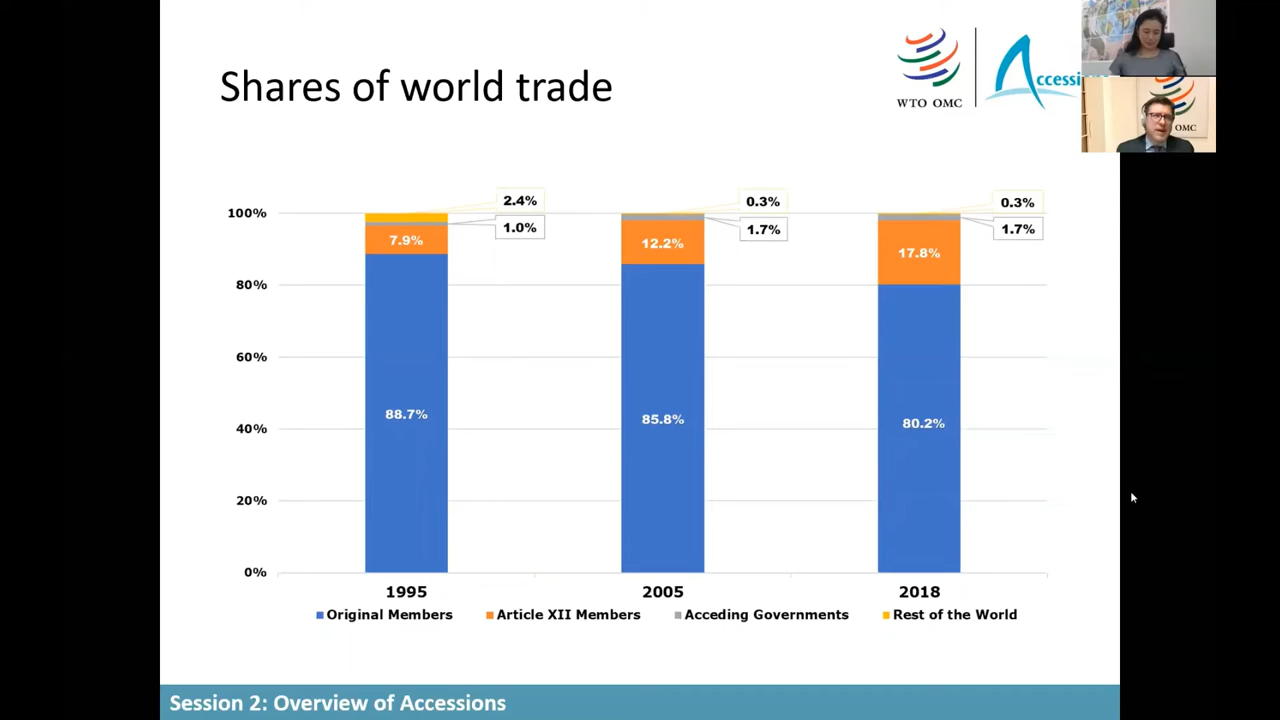 Shares of world trade
WTO OMC
Accessi
OMC
2.4%
0.3%
0.3%
100%
1.0%
1.7%
1.7%
7.9%
12.2%
17.8%
80%
60%
88.7%
85.8%
80.2%
40%
20%
0%
1995
2005
2018
Original Members
Article XII Members
Acceding Governments
Rest of the World
Session 2: Overview of Accessions